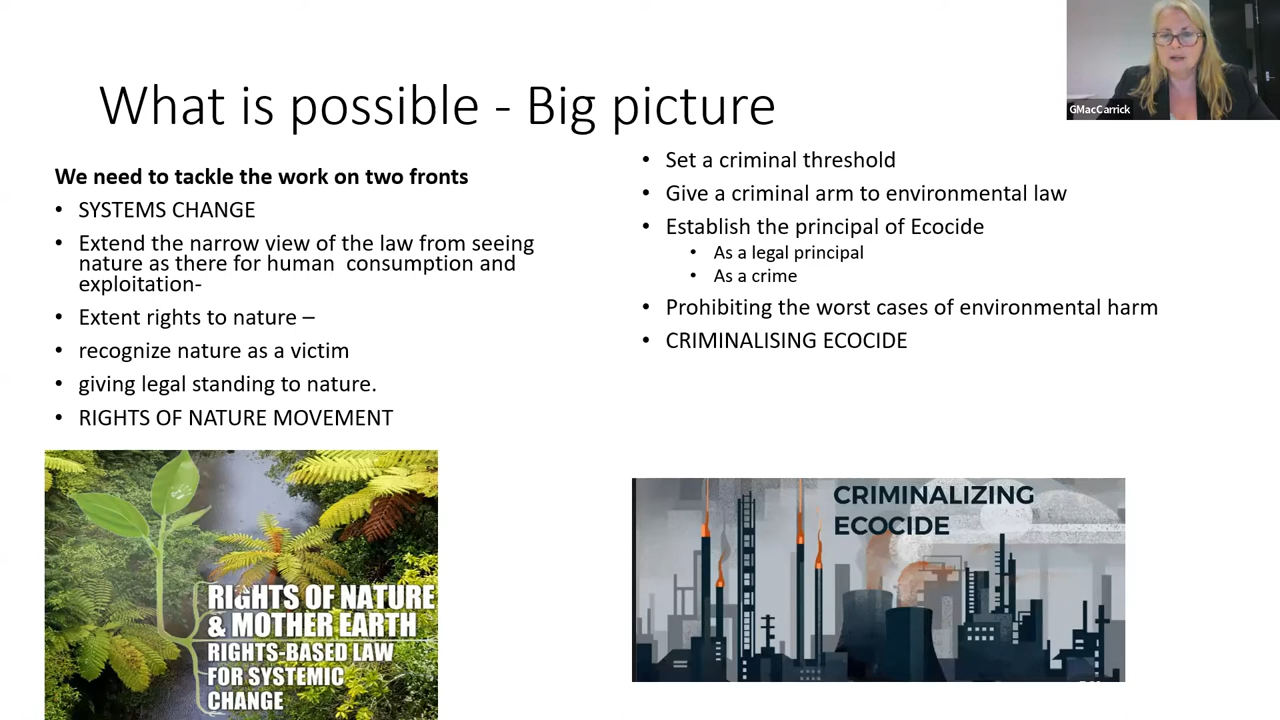 What is possible - Big picture
GMacCarrick
We need to tackle the work on two fronts
• SYSTEMS CHANGE
• Extend the narrow view of the law from seeing
nature as there for human consumption and
exploitation-
• Extent rights to nature –
• recognize nature as a victim
• giving legal standing to nature.
• RIGHTS OF NATURE MOVEMENT
• Set a criminal threshold
• Give a criminal arm to environmental law
• Establish the principal of Ecocide
• As a legal principal
• As a crime
• Prohibiting the worst cases of environmental harm
• CRIMINALISING ECOCIDE
RIGHTS OF NATURE
& MOTHER EARTH
RIGHTS-BASED LAW
FOR SYSTEMIC
CHANGE
CRIMINALIZING
ECOCIDE